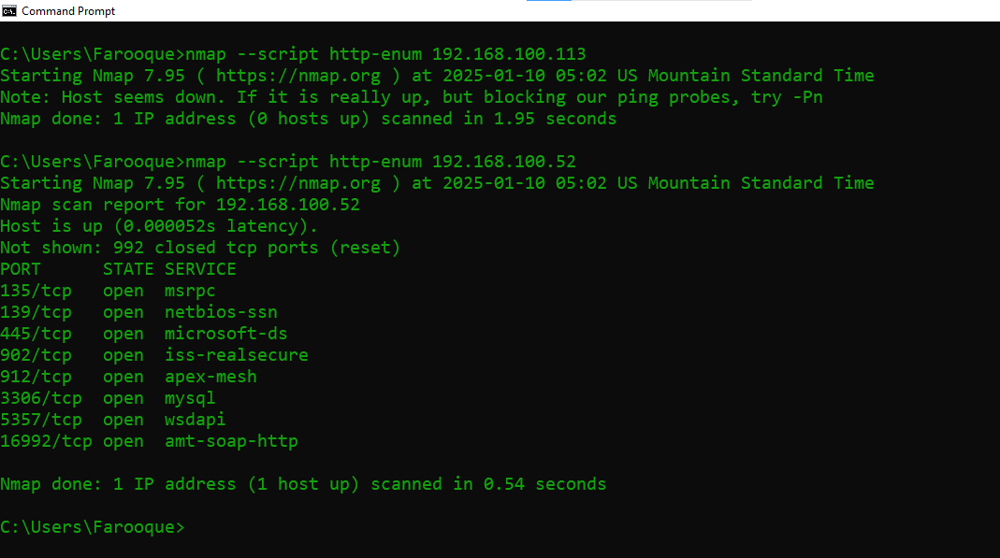 Command Prompt
C:\Users\Farooque>nmap --script http-enum 192.168.100.113
Starting Nmap 7.95 ( https://nmap.org ) at 2025-01-10 05:02 US Mountain Standard Time
Note: Host seems down. If it is really up, but blocking our ping probes, try -Pn
Nmap done: 1 IP address (0 hosts up) scanned in 1.95 seconds
C:\Users\Farooque>nmap --script http-enum 192.168.100.52
Starting Nmap 7.95 ( https://nmap.org ) at 2025-01-10 05:02 US Mountain Standard Time
Nmap scan report for 192.168.100.52
Host is up (0.000052s latency).
Not shown: 992 closed tcp ports (reset)
PORT      STATE SERVICE
135/tcp   open  msrpc
139/tcp   open  netbios-ssn
445/tcp   open  microsoft-ds
902/tcp   open  iss-realsecure
912/tcp   open  apex-mesh
3306/tcp  open  mysql
5357/tcp  open  wsdapi
16992/tcp open  amt-soap-http
Nmap done: 1 IP address (1 host up) scanned in 0.54 seconds
C:\Users\Farooque>